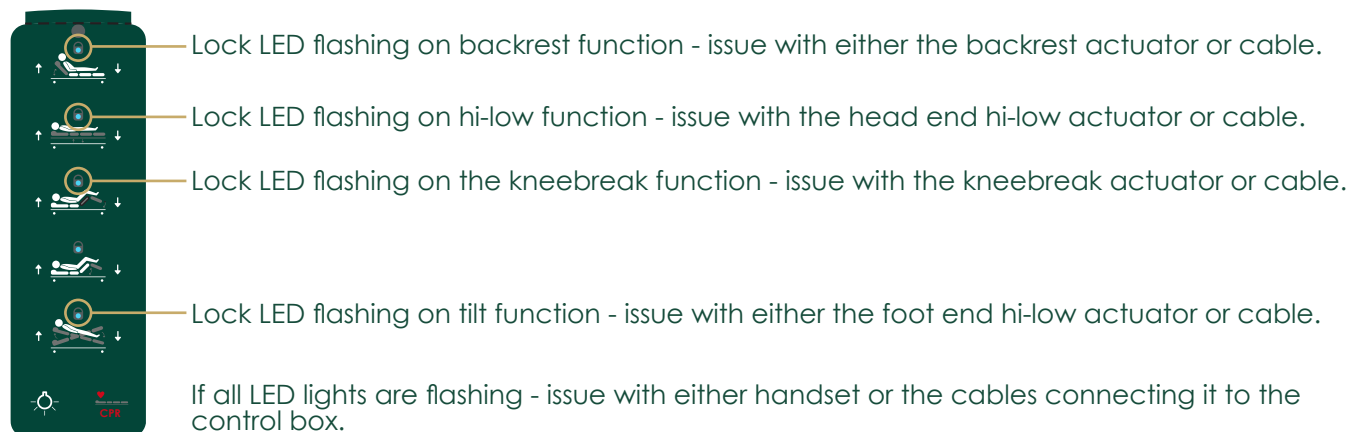 Lock LED flashing on backrest function - issue with either the backrest actuator or cable.
Lock LED flashing on hi-low function - issue with the head end hi-low actuator or cable.
Lock LED flashing on the kneebreak function - issue with the kneebreak actuator or cable.
Lock LED flashing on tilt function - issue with either the foot end hi-low actuator or cable.
CPR
If all LED lights are flashing - issue with either handset or the cables connecting it to the
control box.